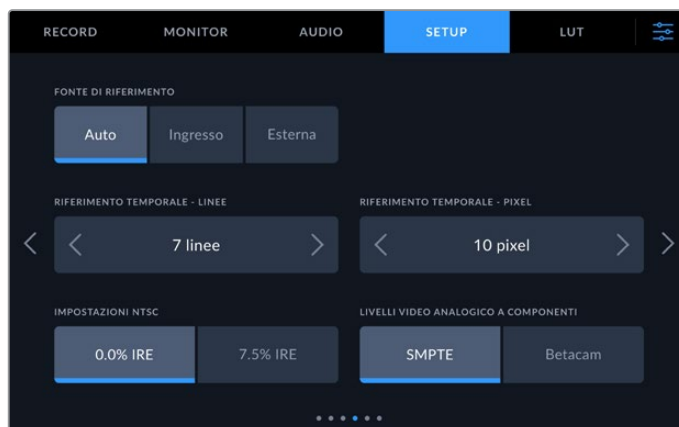 RECORD MONITOR AUDIO SETUP LUT
FONTE DI RIFERIMENTO
Auto Ingresso Esterna
RIFERIMENTO TEMPORALE - LINEE RIFERIMENTO TEMPORALE - PIXEL
7 linee 10 pixel
IMPOSTAZIONI NTSC LIVELLI VIDEO ANALOGICO A COMPONENTI
0.0% IRE 7.5% IRE SMPTE Betacam